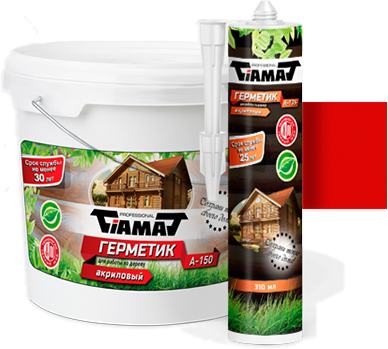 Срок службы
не менее
30 лет
PROFESSIONAL
TIAMAT
ГЕРМЕТИК
для работы по дереву
А-150
акриловый
PROFESSIONAL
TIAMAT
ГЕРМЕТИК
акриловый
Срок службы
не менее
25 лет
310 мл